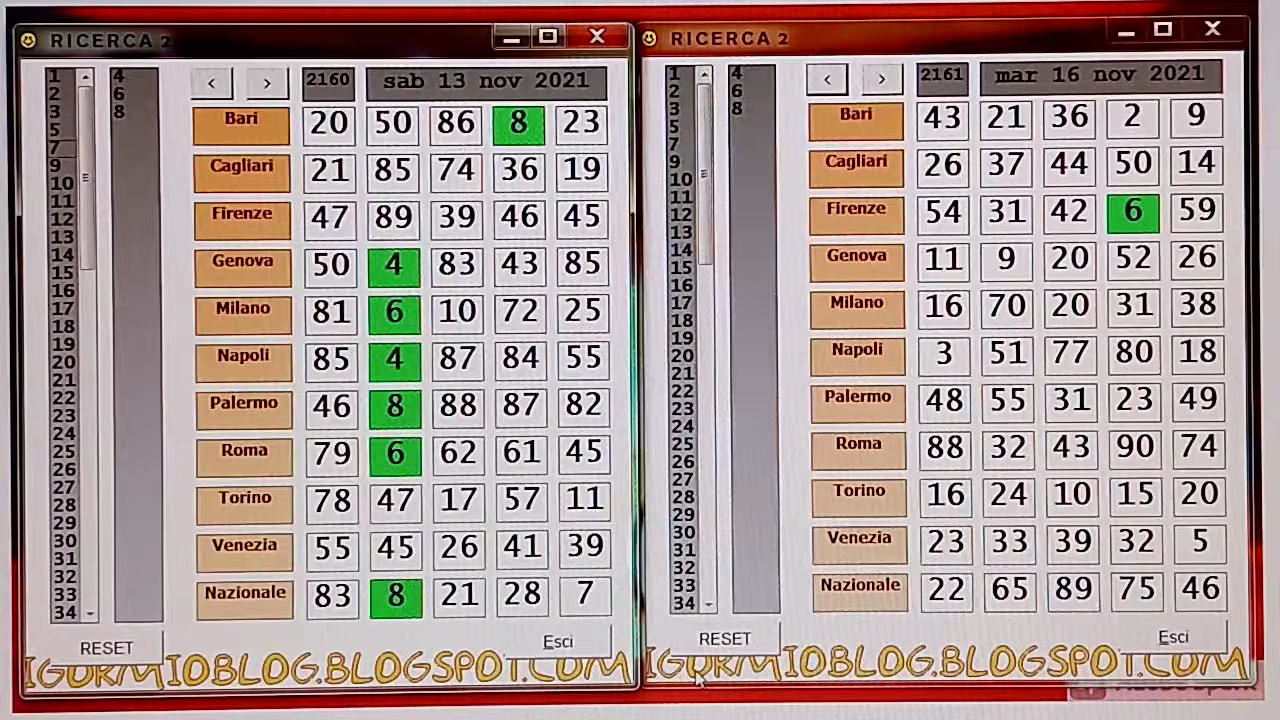 RICERCA 2
1 4
2 6
3 8
5
7
9
10
11
12
13
14
15
16
17
18
19
20
21
22
23
24
25
26
27
28
29
30
31
32
33
34
< > 2160 sab 13 nov 2021
Bari 20 50 86 8 23
Cagliari 21 85 74 36 19
Firenze 47 89 39 46 45
Genova 50 4 83 43 85
Milano 81 6 10 72 25
Napoli 85 4 87 84 55
Palermo 46 8 88 87 82
Roma 79 6 62 61 45
Torino 78 47 17 57 11
Venezia 55 45 26 41 39
Nazionale 83 8 21 28 7
RESET Esci
IGORMIOBLOG.BLOGSPOT.COM
RICERCA 2
1 4
2 6
3 8
5
7
9
10
11
12
13
14
15
16
17
18
19
20
21
22
23
24
25
26
27
28
29
30
31
32
33
34
< > 2161 mar 16 nov 2021
Bari 43 21 36 2 9
Cagliari 26 37 44 50 14
Firenze 54 31 42 6 59
Genova 11 9 20 52 26
Milano 16 70 20 31 38
Napoli 3 51 77 80 18
Palermo 48 55 31 23 49
Roma 88 32 43 90 74
Torino 16 24 10 15 20
Venezia 23 33 39 32 5
Nazionale 22 65 89 75 46
RESET Esci
IGORMIOBLOG.BLOGSPOT.COM